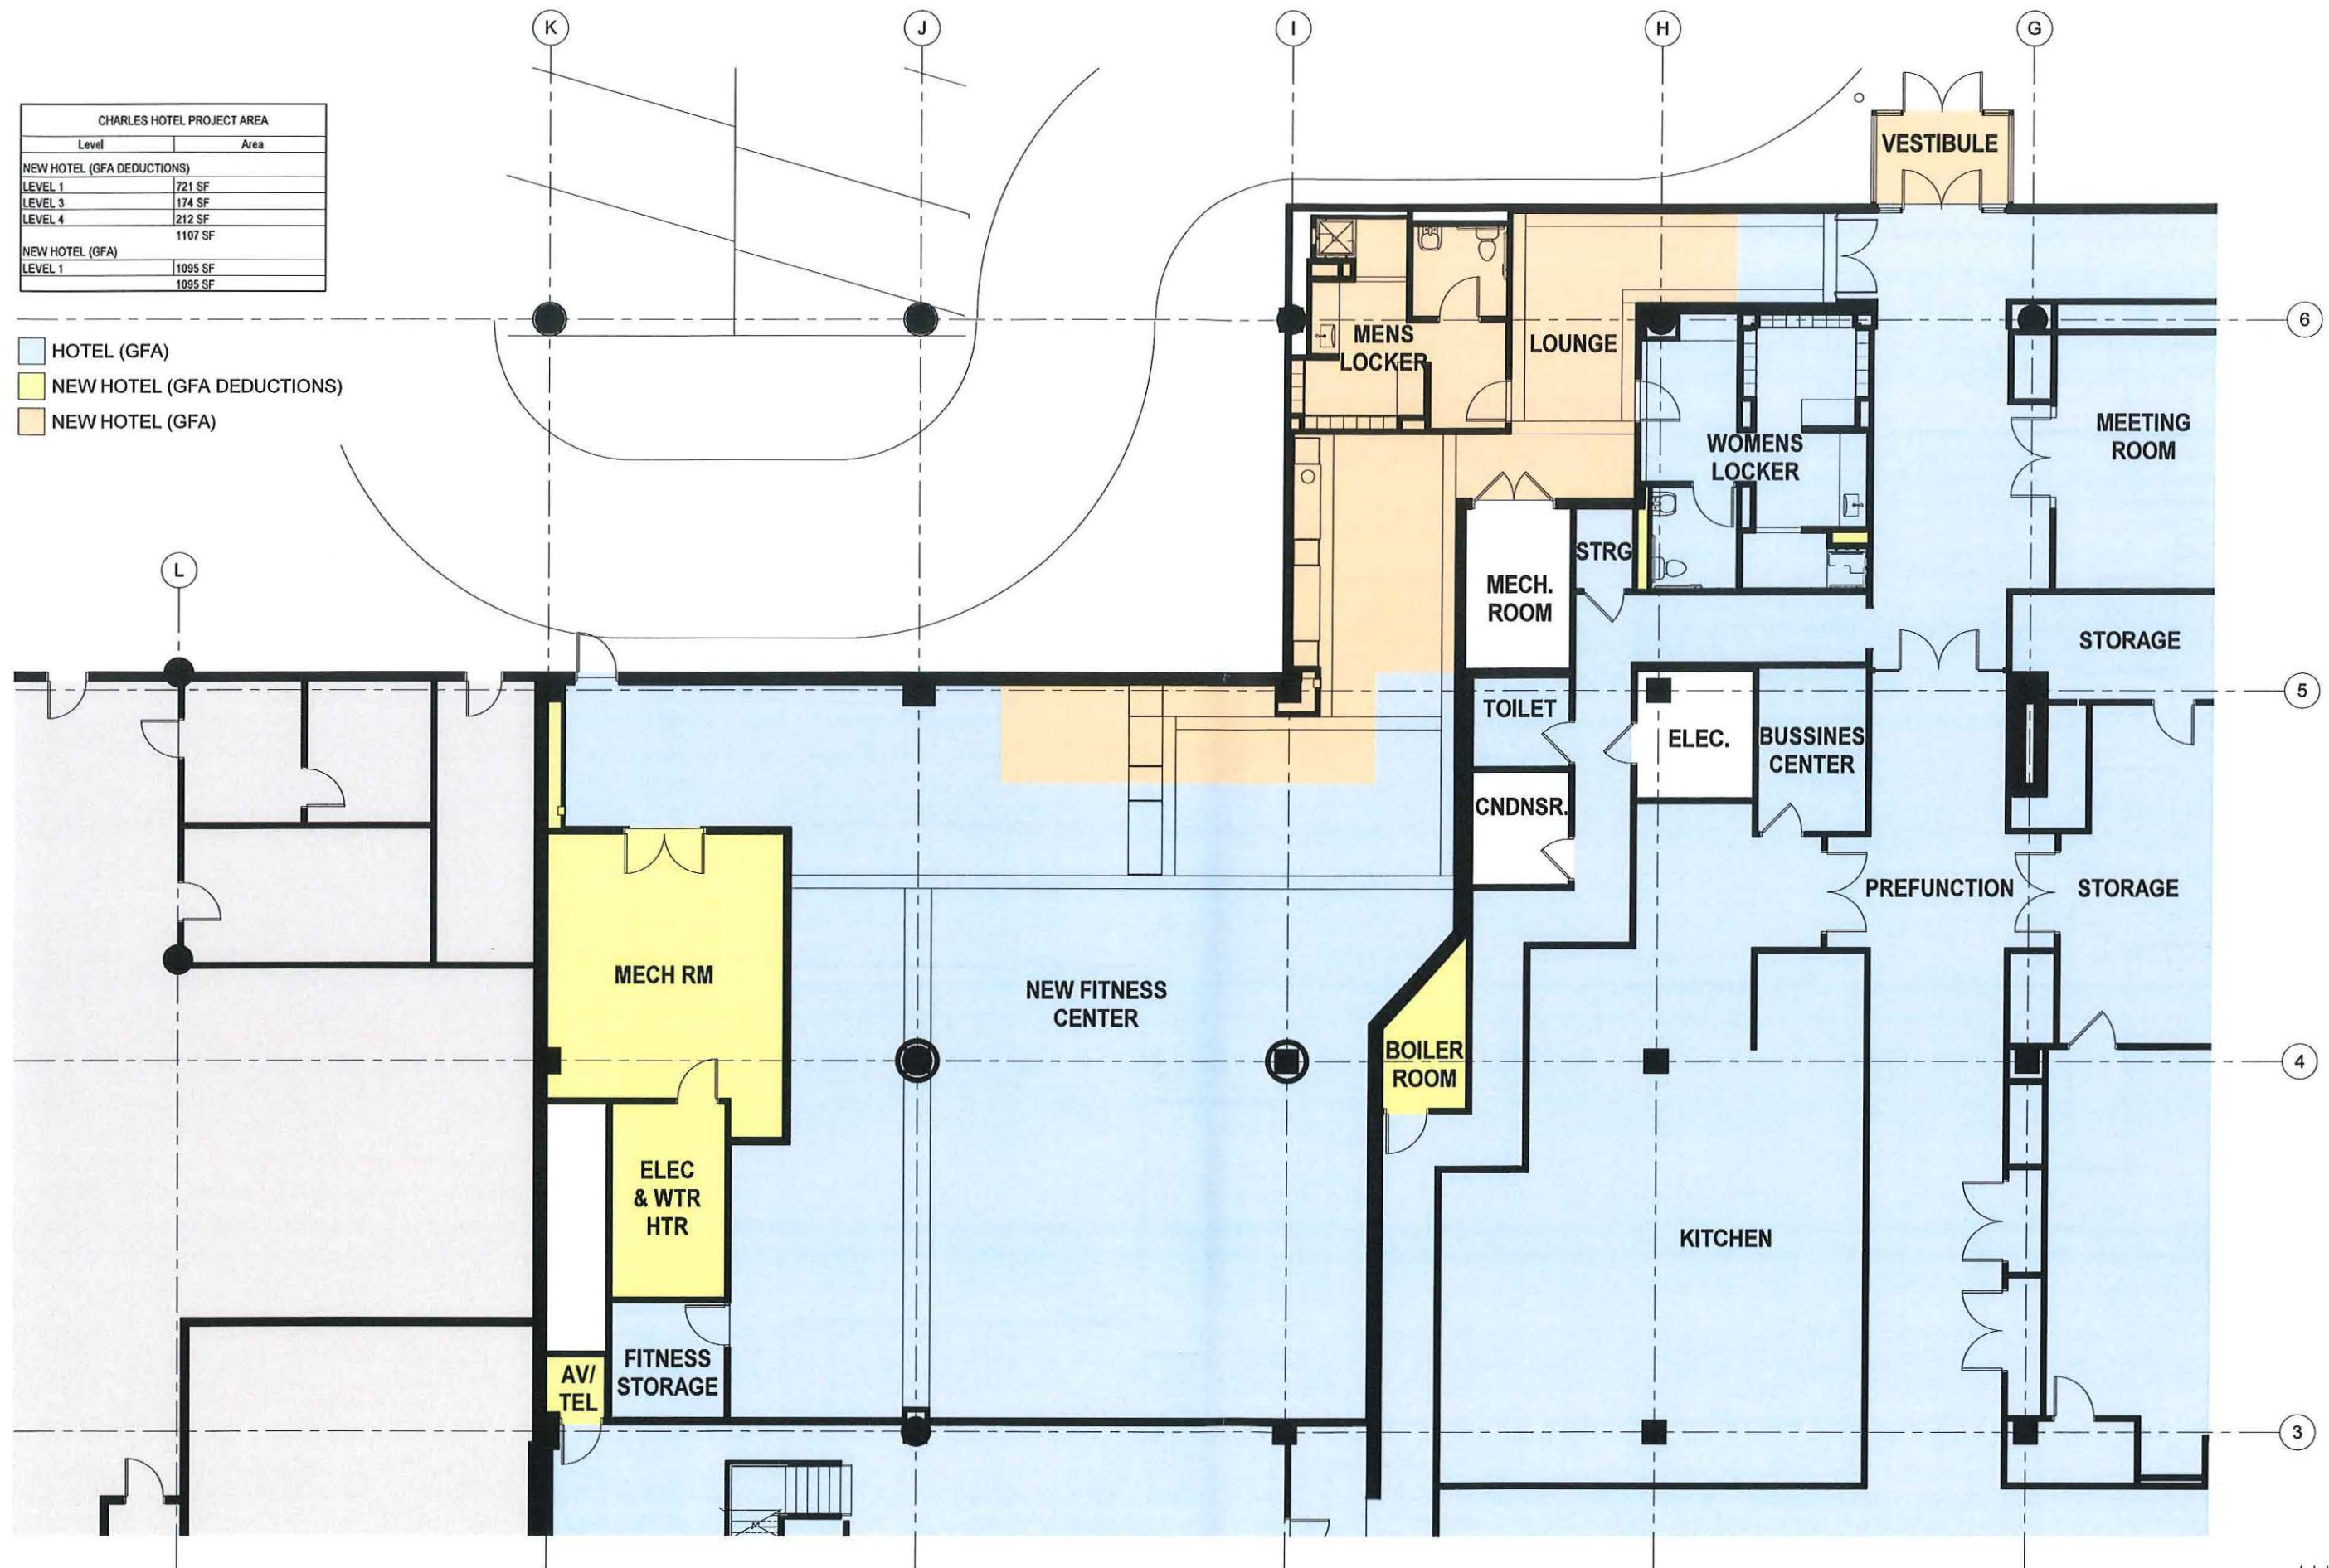 K
J
I
H
G
CHARLES HOTEL PROJECT AREA
Level Area
NEW HOTEL (GFA DEDUCTIONS)
LEVEL 1 721 SF
LEVEL 3 174 SF
LEVEL 4 212 SF
1107 SF
NEW HOTEL (GFA)
LEVEL 1 1095 SF
1095 SF
HOTEL (GFA)
NEW HOTEL (GFA DEDUCTIONS)
NEW HOTEL (GFA)
VESTIBULE
6
MENS
LOCKER
LOUNGE
WOMENS
LOCKER
MEETING
ROOM
L
MECH.
ROOM
STRG
STORAGE
5
TOILET
ELEC.
BUSSINES
CENTER
CNDNSR.
PREFUNCTION
STORAGE
MECH RM
NEW FITNESS
CENTER
BOILER
ROOM
4
ELEC
& WTR
HTR
KITCHEN
FITNESS
STORAGE
AV/
TEL
3